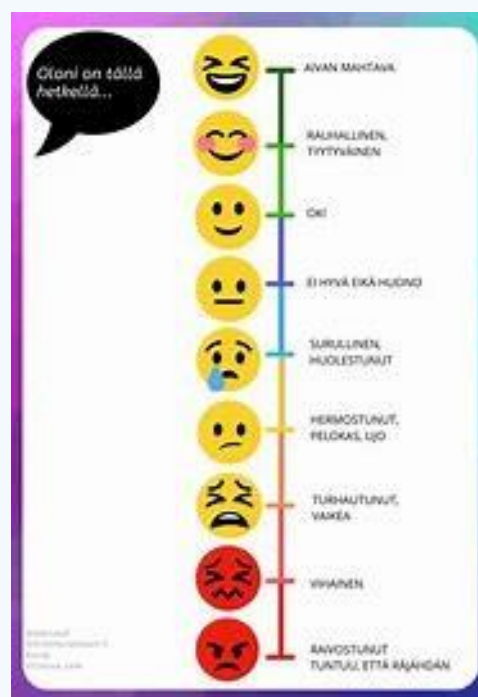 Oloni on tällä
hetkellä...
AIVAN MAHTAVA
RAUHALLINEN,
TYYTYVÄINEN
OK!
EI HYVÄ EIKÄ HUONO
SURULLINEN,
HUOLESTUNUT
HERMOSTUNUT,
PELOKAS, UJO
TURHAUTUNUT,
VAIKEA
VIHAINEN
RAIVOSTUNUT
TUNTUU, ETTÄ RÄJÄHDÄN